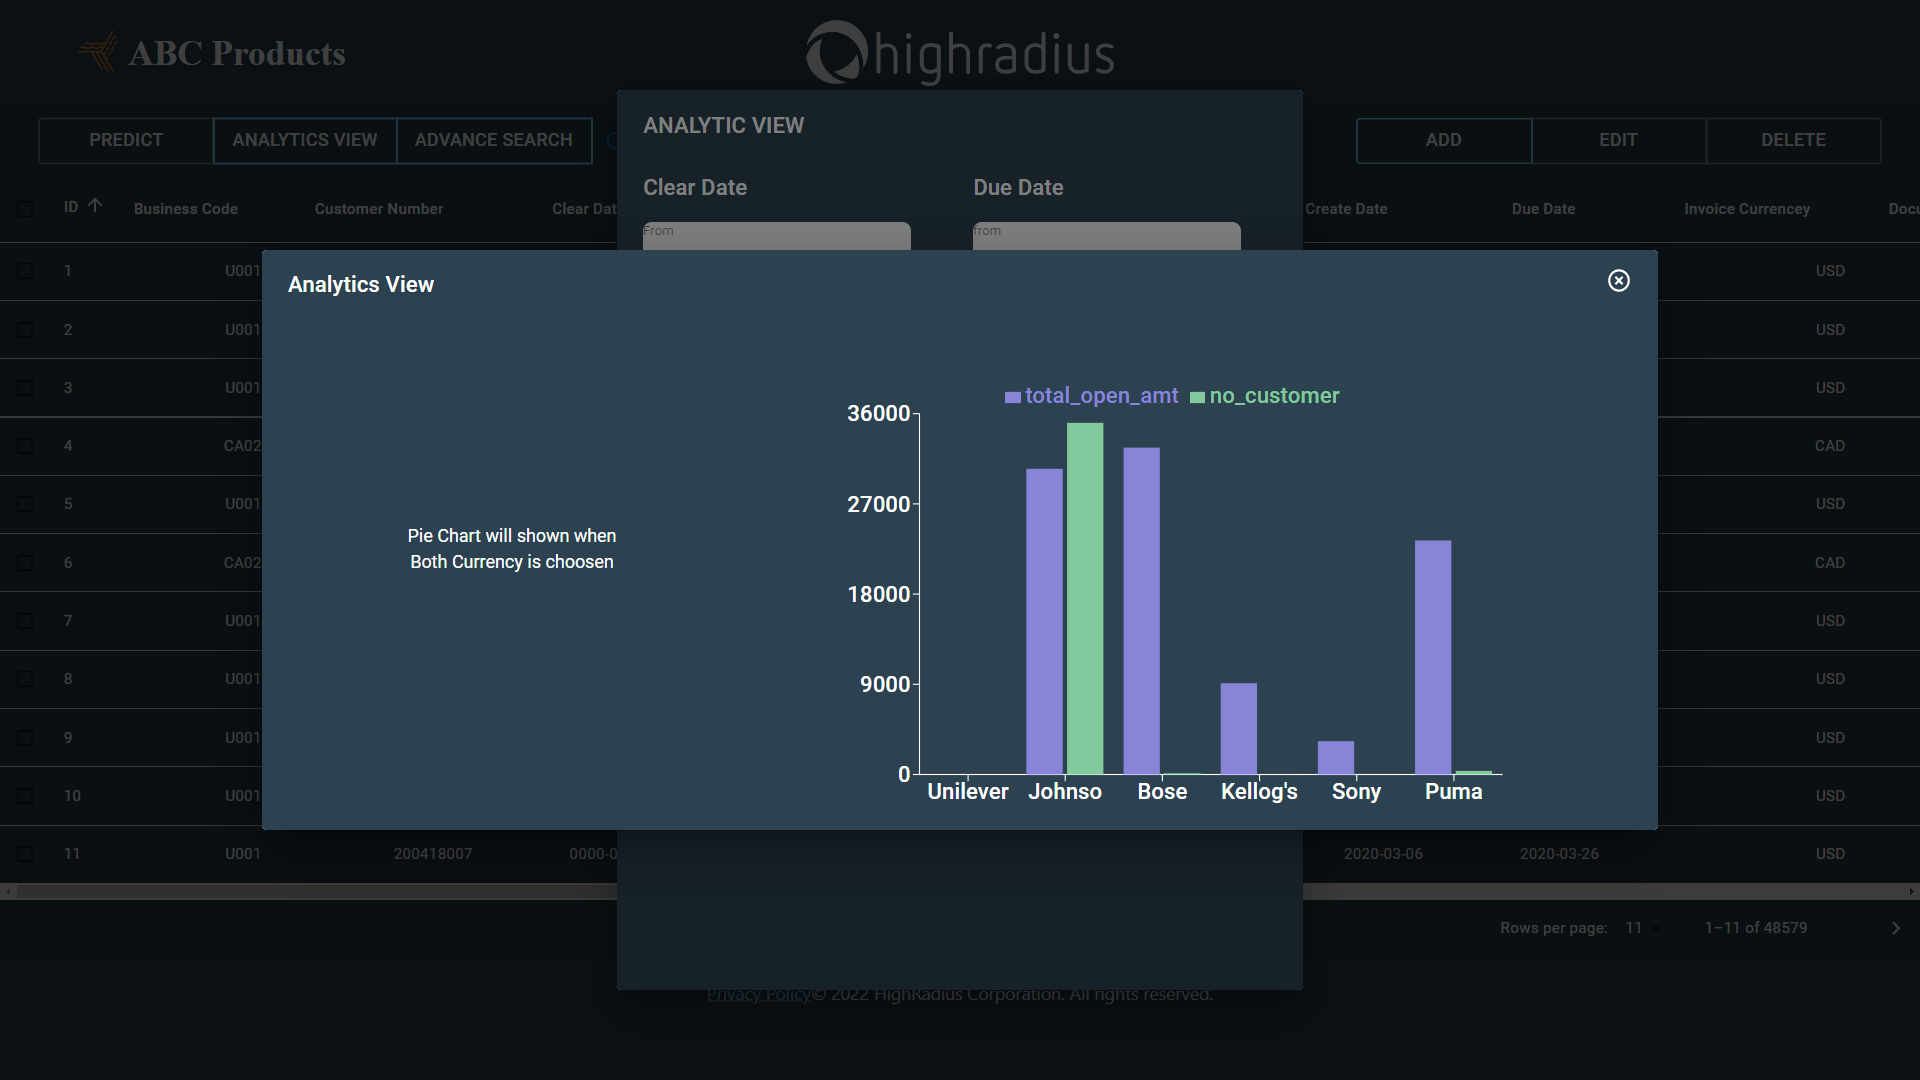 ABC Products
highradius
PREDICT
ANALYTICS VIEW
ADVANCE SEARCH
ADD
EDIT
DELETE
ANALYTIC VIEW
Clear Date
Due Date
From
from
ID
Business Code
Customer Number
Clear Dat
Create Date
Due Date
Invoice Currencey
Docu
1 U001 USD
2 U001 USD
3 U001 USD
4 CA02 CAD
5 U001 USD
6 CA02 CAD
7 U001 USD
8 U001 USD
9 U001 USD
10 U001 USD
11 U001 200418007 0000-0 2020-03-06 2020-03-26 USD
Analytics View
Pie Chart will shown when
Both Currency is choosen
total_open_amt no_customer
36000
27000
18000
9000
0
Unilever Johnso Bose Kellog's Sony Puma
Rows per page: 11 1–11 of 48579
Privacy Policy© 2022 HighRadius Corporation. All rights reserved.